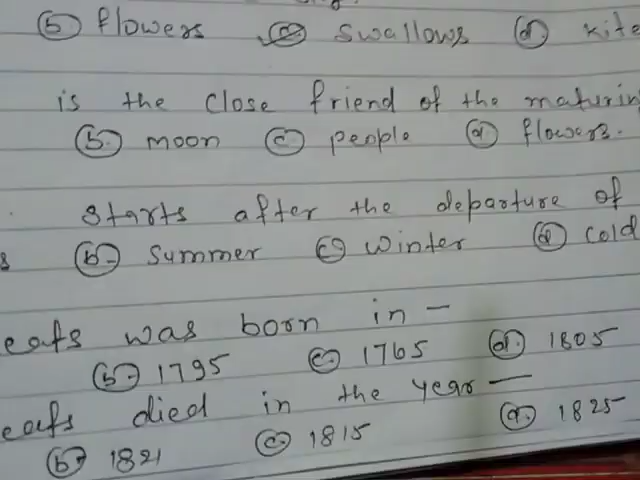 (b) flowers (c) swallows (d) kite
is the close friend of the maturin
(b.) moon (c.) people (d) flowers.
. starts after the departure of
s (b.) summer (c.) winter (d) cold
eats was born in —
(b.) 1795 (c.) 1765 (d.) 1805
eats died in the year —
(b.) 1821 (c.) 1815 (d.) 1825